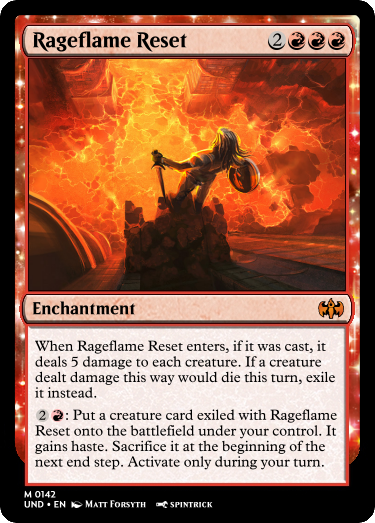 Rageflame Reset 2
Enchantment
When Rageflame Reset enters, if it was cast, it
deals 5 damage to each creature. If a creature
dealt damage this way would die this turn, exile
it instead.
2 : Put a creature card exiled with Rageflame
Reset onto the battlefield under your control. It
gains haste. Sacrifice it at the beginning of the
next end step. Activate only during your turn.
M 0142
UND • EN Matt Forsyth SPINTRICK